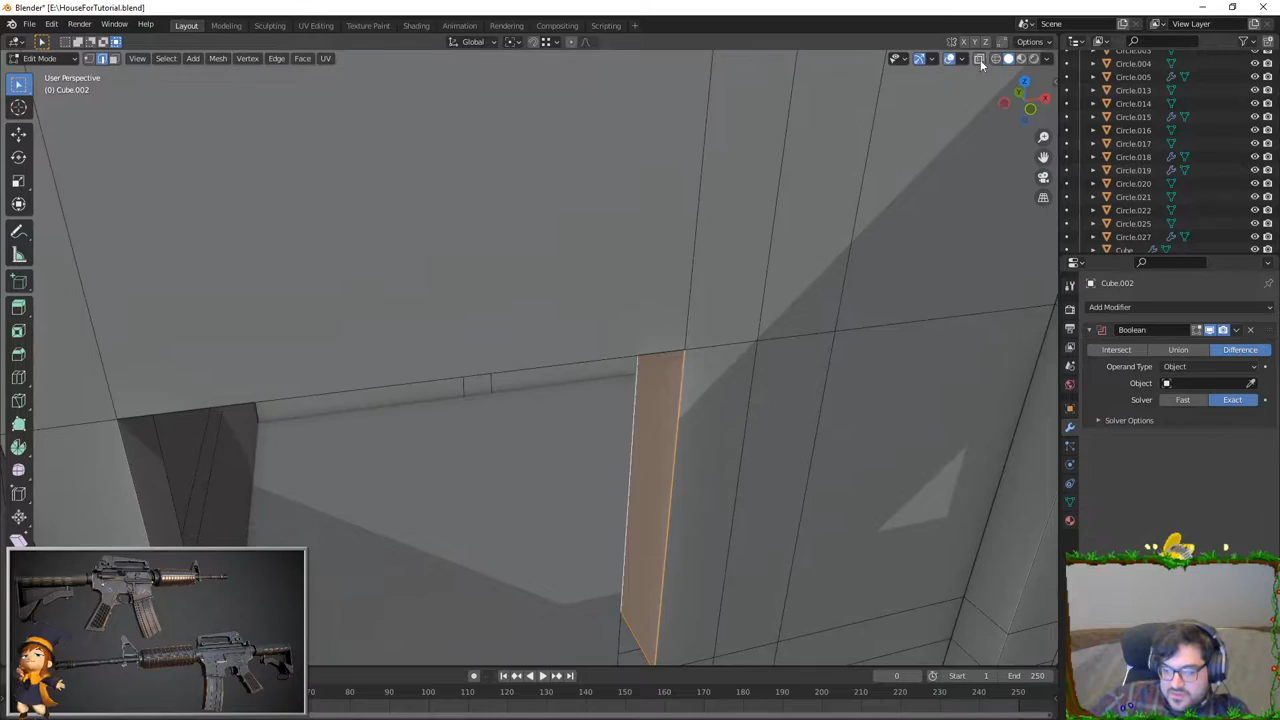 Blender* [E:\HouseForTutorial.blend]
File Edit Render Window Help Layout Modeling Sculpting UV Editing Texture Paint Shading Animation Rendering Compositing Scripting Scene View Layer
Global X Y Z Options
Edit Mode View Select Add Mesh Vertex Edge Face UV
User Perspective
(0) Cube.002
Z
Y
X
Circle.003
Circle.004
Circle.005
Circle.013
Circle.014
Circle.015
Circle.016
Circle.017
Circle.018
Circle.019
Circle.020
Circle.021
Circle.022
Circle.025
Circle.027
Cube
Cube.002
Add Modifier
Boolean
Intersect Union Difference
Operand Type Object
Object
Solver Fast Exact
Solver Options
0 Start 1 End 250
70 80 90 100 110 120 130 140 150 160 170 180 190 200 210 220 230 240 250